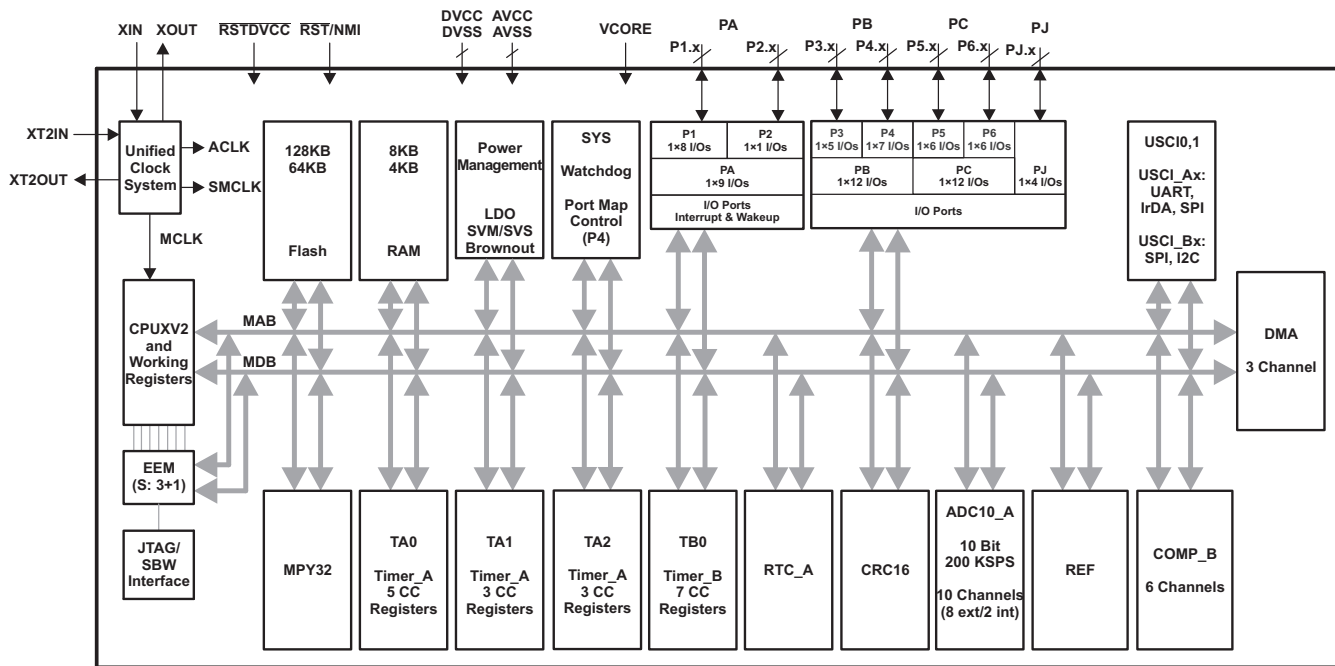 XIN
XOUT
RSTDVCC
RST/NMI
DVCC
DVSS
AVCC
AVSS
VCORE
PA
P1.x
P2.x
PB
P3.x
P4.x
PC
P5.x
P6.x
PJ
PJ.x
XT2IN
XT2OUT
Unified
Clock
System
ACLK
SMCLK
MCLK
128KB
64KB
Flash
8KB
4KB
RAM
Power
Management
LDO
SVM/SVS
Brownout
SYS
Watchdog
Port Map
Control
(P4)
P1
1×8 I/Os
P2
1×1 I/Os
PA
1×9 I/Os
I/O Ports
Interrupt & Wakeup
P3
1×5 I/Os
P4
1×7 I/Os
P5
1×6 I/Os
P6
1×6 I/Os
PB
1×12 I/Os
PC
1×12 I/Os
PJ
1×4 I/Os
I/O Ports
USCI0,1
USCI_Ax:
UART,
IrDA, SPI
USCI_Bx:
SPI, I2C
CPUXV2
and
Working
Registers
MAB
MDB
DMA
3 Channel
EEM
(S: 3+1)
JTAG/
SBW
Interface
MPY32
TA0
Timer_A
5 CC
Registers
TA1
Timer_A
3 CC
Registers
TA2
Timer_A
3 CC
Registers
TB0
Timer_B
7 CC
Registers
RTC_A
CRC16
ADC10_A
10 Bit
200 KSPS
10 Channels
(8 ext/2 int)
REF
COMP_B
6 Channels